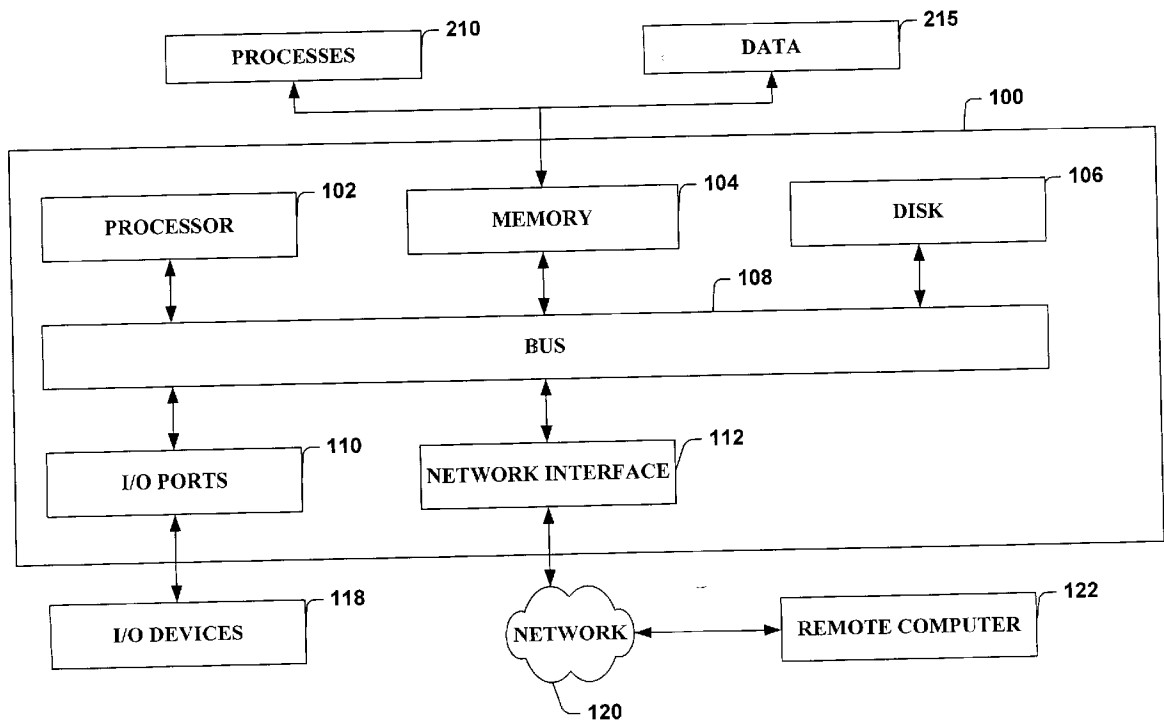 210
215
PROCESSES
DATA
100
102
104
106
PROCESSOR
MEMORY
DISK
108
BUS
110
112
I/O PORTS
NETWORK INTERFACE
118
122
I/O DEVICES
NETWORK
REMOTE COMPUTER
120